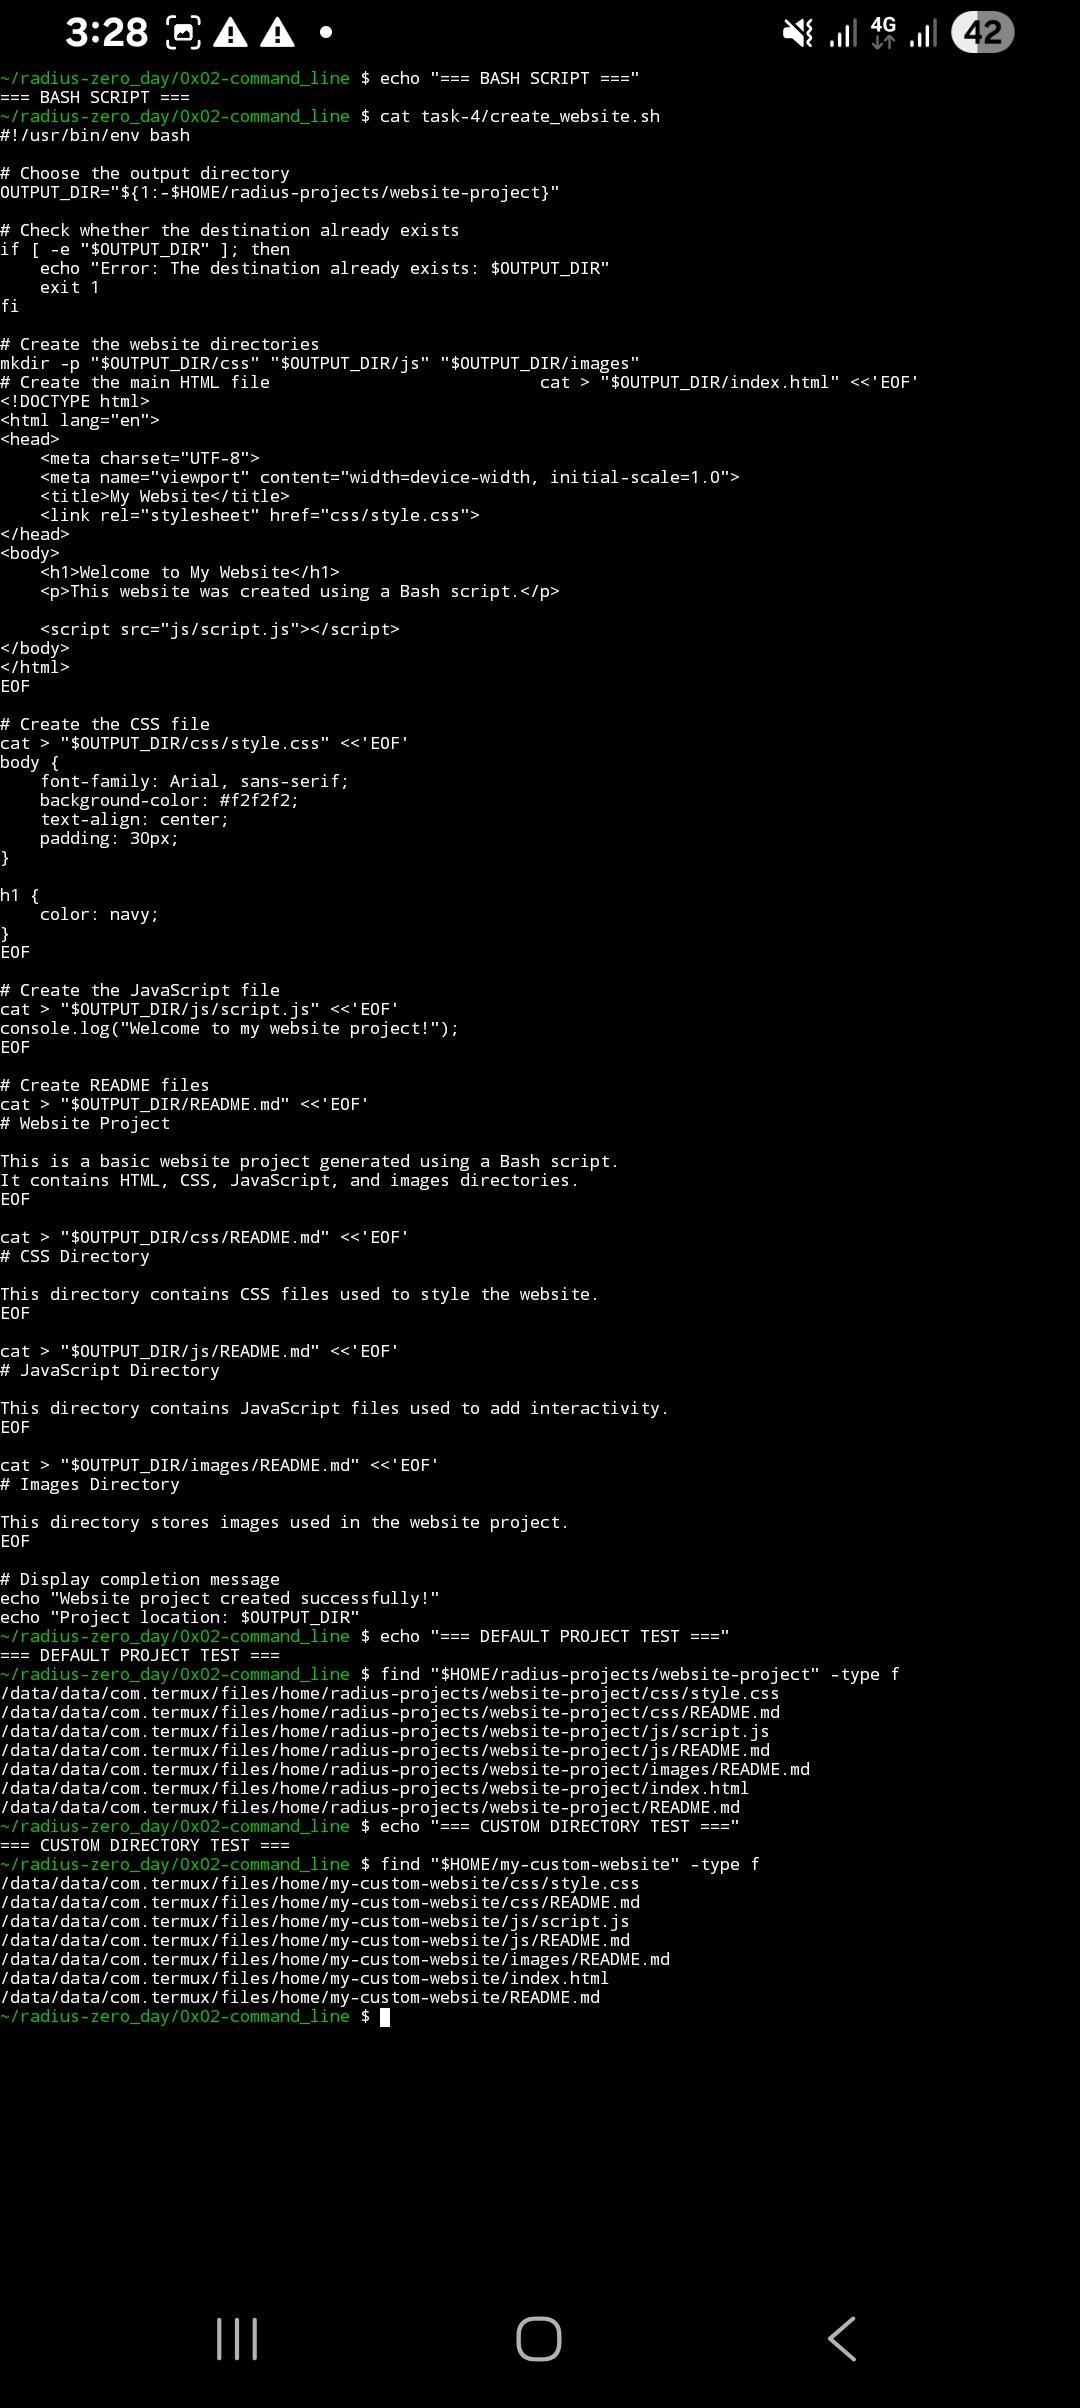 3:28 4G 42
~/radius-zero_day/0x02-command_line $ echo "=== BASH SCRIPT ==="
=== BASH SCRIPT ===
~/radius-zero_day/0x02-command_line $ cat task-4/create_website.sh
#!/usr/bin/env bash

# Choose the output directory
OUTPUT_DIR="${1:-$HOME/radius-projects/website-project}"

# Check whether the destination already exists
if [ -e "$OUTPUT_DIR" ]; then
    echo "Error: The destination already exists: $OUTPUT_DIR"
    exit 1
fi

# Create the website directories
mkdir -p "$OUTPUT_DIR/css" "$OUTPUT_DIR/js" "$OUTPUT_DIR/images"
# Create the main HTML file                           cat > "$OUTPUT_DIR/index.html" <<'EOF'
<!DOCTYPE html>
<html lang="en">
<head>
    <meta charset="UTF-8">
    <meta name="viewport" content="width=device-width, initial-scale=1.0">
    <title>My Website</title>
    <link rel="stylesheet" href="css/style.css">
</head>
<body>
    <h1>Welcome to My Website</h1>
    <p>This website was created using a Bash script.</p>

    <script src="js/script.js"></script>
</body>
</html>
EOF

# Create the CSS file
cat > "$OUTPUT_DIR/css/style.css" <<'EOF'
body {
    font-family: Arial, sans-serif;
    background-color: #f2f2f2;
    text-align: center;
    padding: 30px;
}

h1 {
    color: navy;
}
EOF

# Create the JavaScript file
cat > "$OUTPUT_DIR/js/script.js" <<'EOF'
console.log("Welcome to my website project!");
EOF

# Create README files
cat > "$OUTPUT_DIR/README.md" <<'EOF'
# Website Project

This is a basic website project generated using a Bash script.
It contains HTML, CSS, JavaScript, and images directories.
EOF

cat > "$OUTPUT_DIR/css/README.md" <<'EOF'
# CSS Directory

This directory contains CSS files used to style the website.
EOF

cat > "$OUTPUT_DIR/js/README.md" <<'EOF'
# JavaScript Directory

This directory contains JavaScript files used to add interactivity.
EOF

cat > "$OUTPUT_DIR/images/README.md" <<'EOF'
# Images Directory

This directory stores images used in the website project.
EOF

# Display completion message
echo "Website project created successfully!"
echo "Project location: $OUTPUT_DIR"
~/radius-zero_day/0x02-command_line $ echo "=== DEFAULT PROJECT TEST ==="
=== DEFAULT PROJECT TEST ===
~/radius-zero_day/0x02-command_line $ find "$HOME/radius-projects/website-project" -type f
/data/data/com.termux/files/home/radius-projects/website-project/css/style.css
/data/data/com.termux/files/home/radius-projects/website-project/css/README.md
/data/data/com.termux/files/home/radius-projects/website-project/js/script.js
/data/data/com.termux/files/home/radius-projects/website-project/js/README.md
/data/data/com.termux/files/home/radius-projects/website-project/images/README.md
/data/data/com.termux/files/home/radius-projects/website-project/index.html
/data/data/com.termux/files/home/radius-projects/website-project/README.md
~/radius-zero_day/0x02-command_line $ echo "=== CUSTOM DIRECTORY TEST ==="
=== CUSTOM DIRECTORY TEST ===
~/radius-zero_day/0x02-command_line $ find "$HOME/my-custom-website" -type f
/data/data/com.termux/files/home/my-custom-website/css/style.css
/data/data/com.termux/files/home/my-custom-website/css/README.md
/data/data/com.termux/files/home/my-custom-website/js/script.js
/data/data/com.termux/files/home/my-custom-website/js/README.md
/data/data/com.termux/files/home/my-custom-website/images/README.md
/data/data/com.termux/files/home/my-custom-website/index.html
/data/data/com.termux/files/home/my-custom-website/README.md
~/radius-zero_day/0x02-command_line $